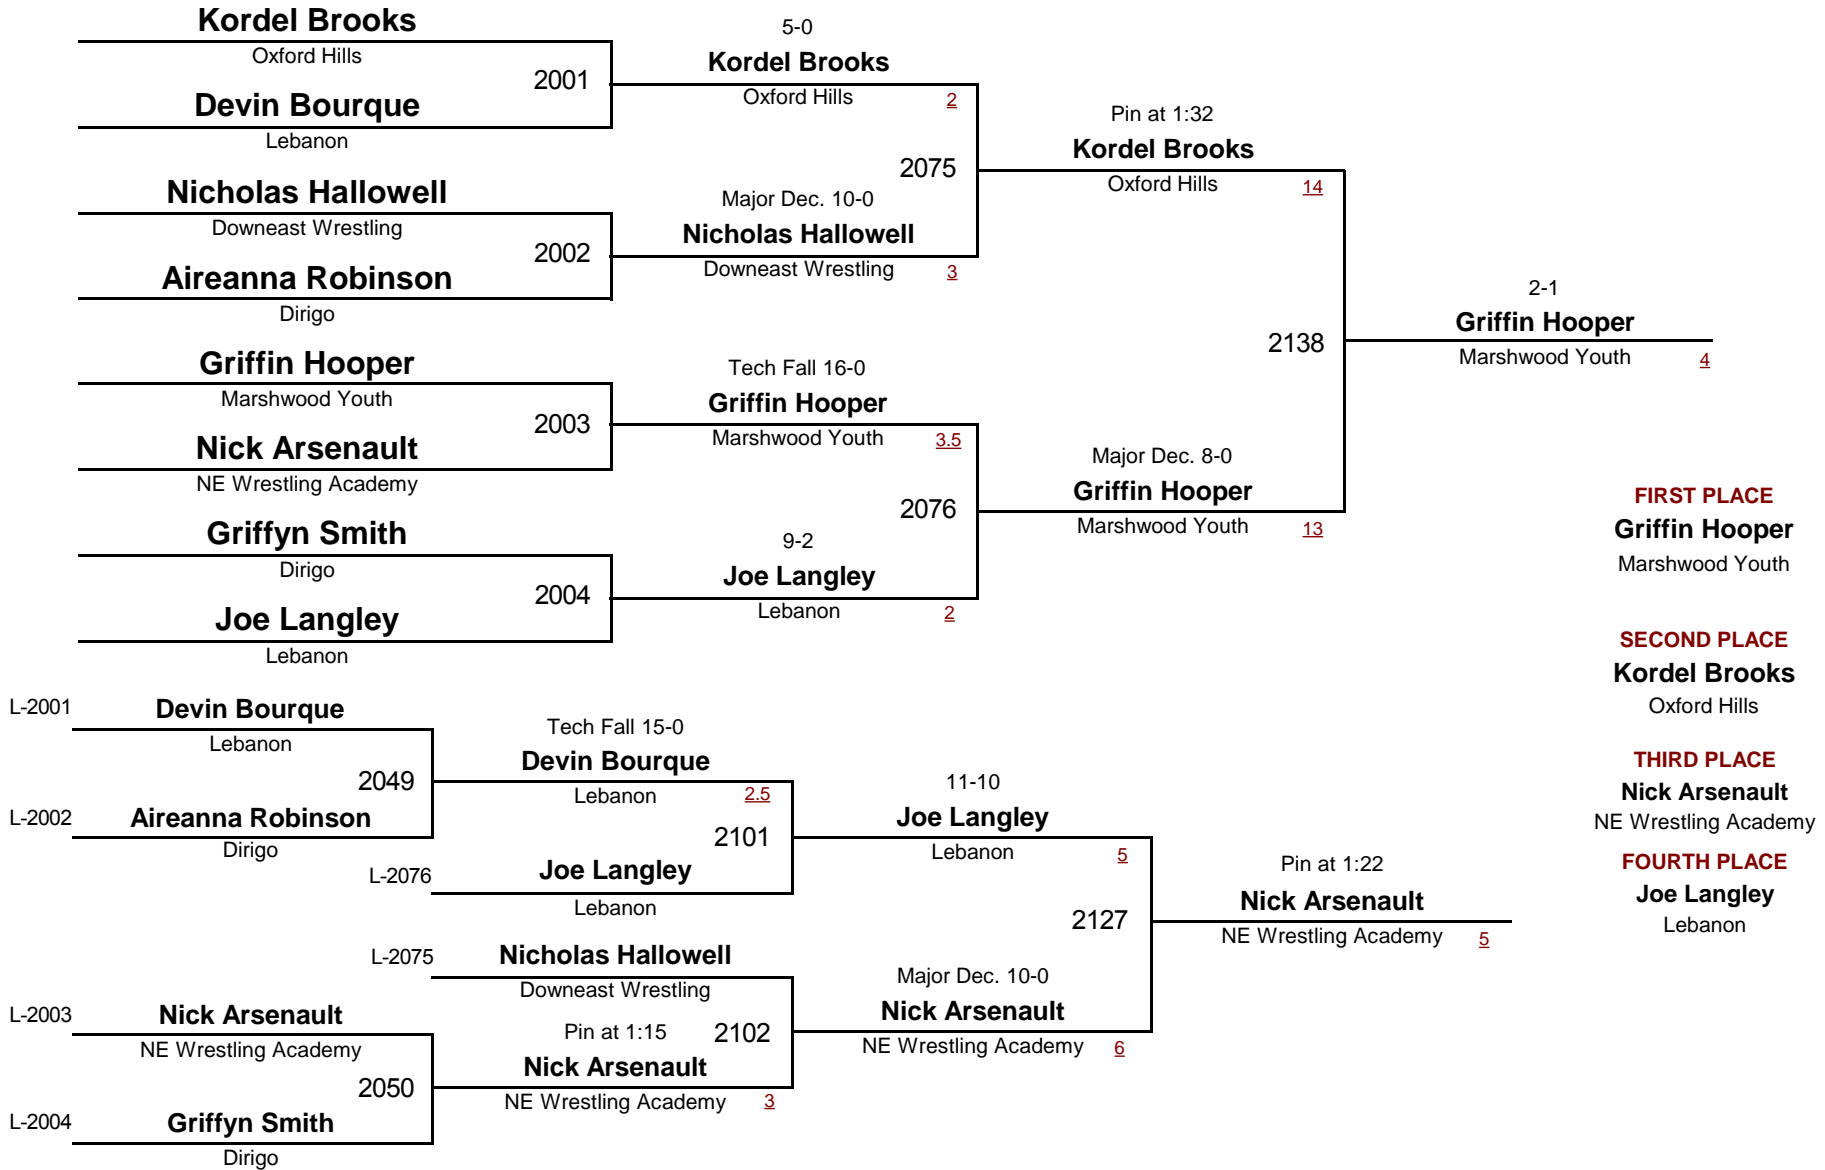 Kordel Brooks
Oxford Hills
2001
Devin Bourque
Lebanon
Nicholas Hallowell
Downeast Wrestling
2002
Aireanna Robinson
Dirigo
Griffin Hooper
Marshwood Youth
2003
Nick Arsenault
NE Wrestling Academy
Griffyn Smith
Dirigo
2004
Joe Langley
Lebanon
5-0
Kordel Brooks
Oxford Hills 2
2075
Major Dec. 10-0
Nicholas Hallowell
Downeast Wrestling 3
Tech Fall 16-0
Griffin Hooper
Marshwood Youth 3.5
2076
9-2
Joe Langley
Lebanon 2
Pin at 1:32
Kordel Brooks
Oxford Hills 14
2138
Major Dec. 8-0
Griffin Hooper
Marshwood Youth 13
2-1
Griffin Hooper
Marshwood Youth 4
L-2001 Devin Bourque
Lebanon
2049
L-2002 Aireanna Robinson
Dirigo
Tech Fall 15-0
Devin Bourque
Lebanon 2.5
2101
L-2076 Joe Langley
Lebanon
L-2075 Nicholas Hallowell
Downeast Wrestling
2102
L-2003 Nick Arsenault
NE Wrestling Academy
2050
L-2004 Griffyn Smith
Dirigo
Pin at 1:15
Nick Arsenault
NE Wrestling Academy 3
11-10
Joe Langley
Lebanon 5
2127
Major Dec. 10-0
Nick Arsenault
NE Wrestling Academy 6
Pin at 1:22
Nick Arsenault
NE Wrestling Academy 5
FIRST PLACE
Griffin Hooper
Marshwood Youth
SECOND PLACE
Kordel Brooks
Oxford Hills
THIRD PLACE
Nick Arsenault
NE Wrestling Academy
FOURTH PLACE
Joe Langley
Lebanon